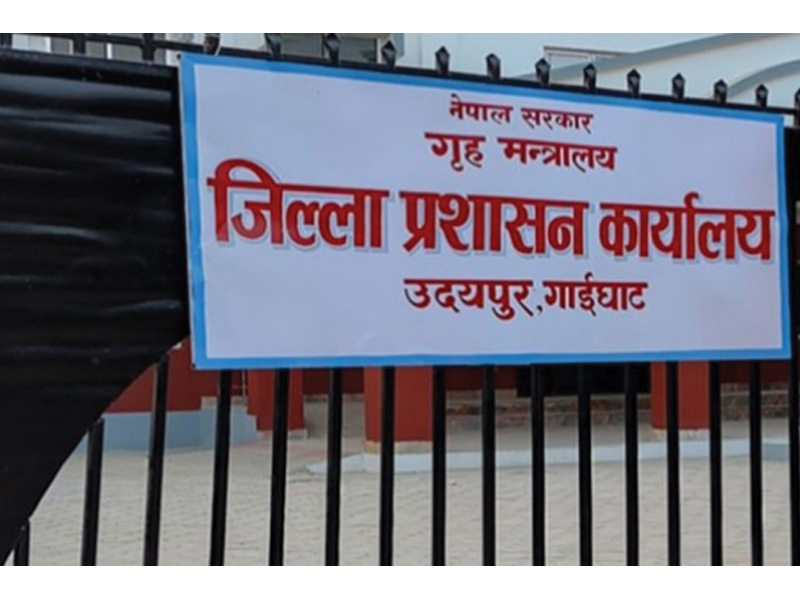 नेपाल सरकार
गृह मन्त्रालय
जिल्ला प्रशासन कार्यालय
उदयपुर,गाईघाट